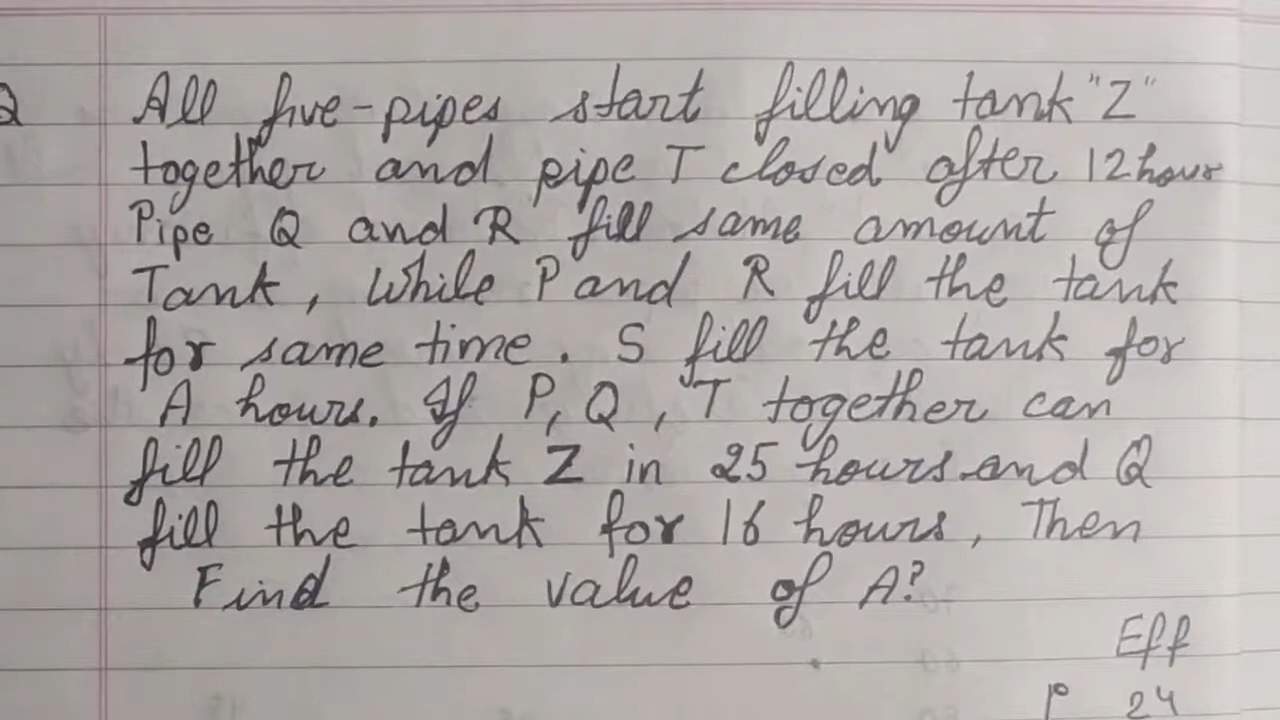 Q All five-pipes start filling tank "Z"
together and pipe T closed after 12 hour
Pipe Q and R fill same amount of
Tank, While P and R fill the tank
for same time. S fill the tank for
A hours. If P, Q, T together can
fill the tank Z in 25 hours and Q
fill the tank for 16 hours, Then
Find the value of A?
Eff
P 24